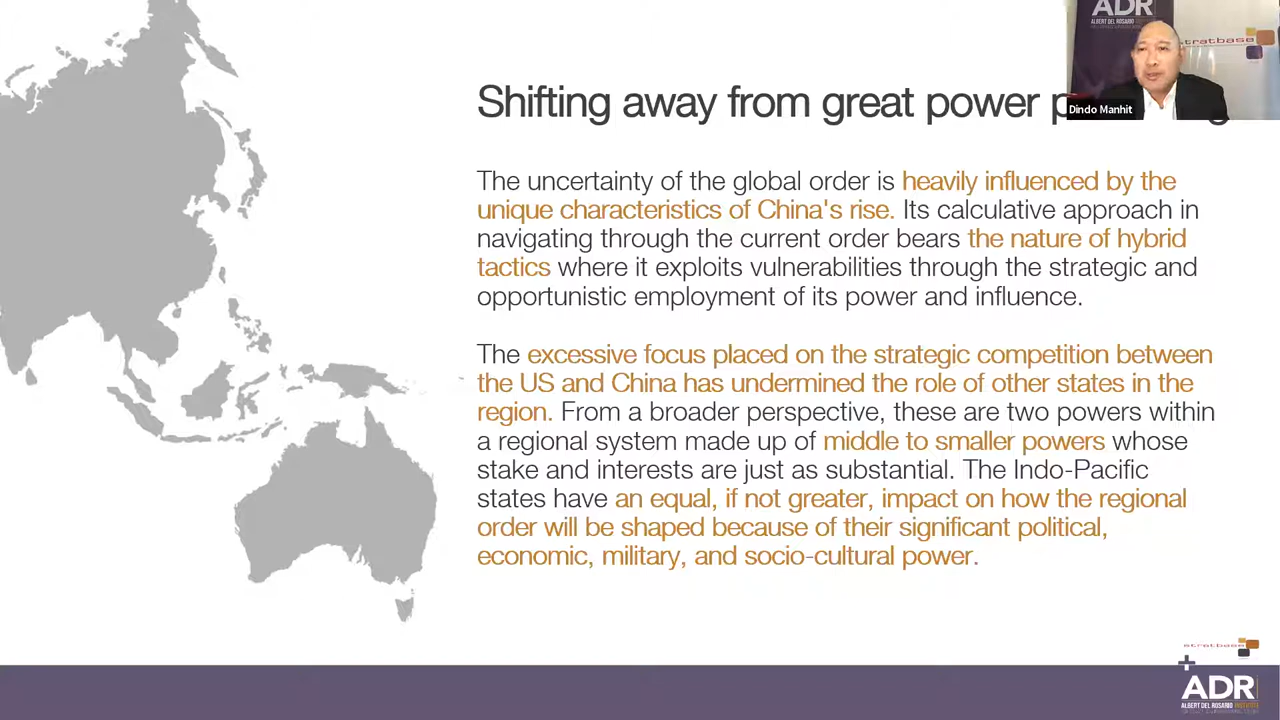 ADR
ALBERT DEL ROSARIO
stratbase
Dindo Manhit
Shifting away from great power
The uncertainty of the global order is heavily influenced by the
unique characteristics of China's rise. Its calculative approach in
navigating through the current order bears the nature of hybrid
tactics where it exploits vulnerabilities through the strategic and
opportunistic employment of its power and influence.
The excessive focus placed on the strategic competition between
the US and China has undermined the role of other states in the
region. From a broader perspective, these are two powers within
a regional system made up of middle to smaller powers whose
stake and interests are just as substantial. The Indo-Pacific
states have an equal, if not greater, impact on how the regional
order will be shaped because of their significant political,
economic, military, and socio-cultural power.
stratbase
ADR
ALBERT DEL ROSARIO INSTITUTE